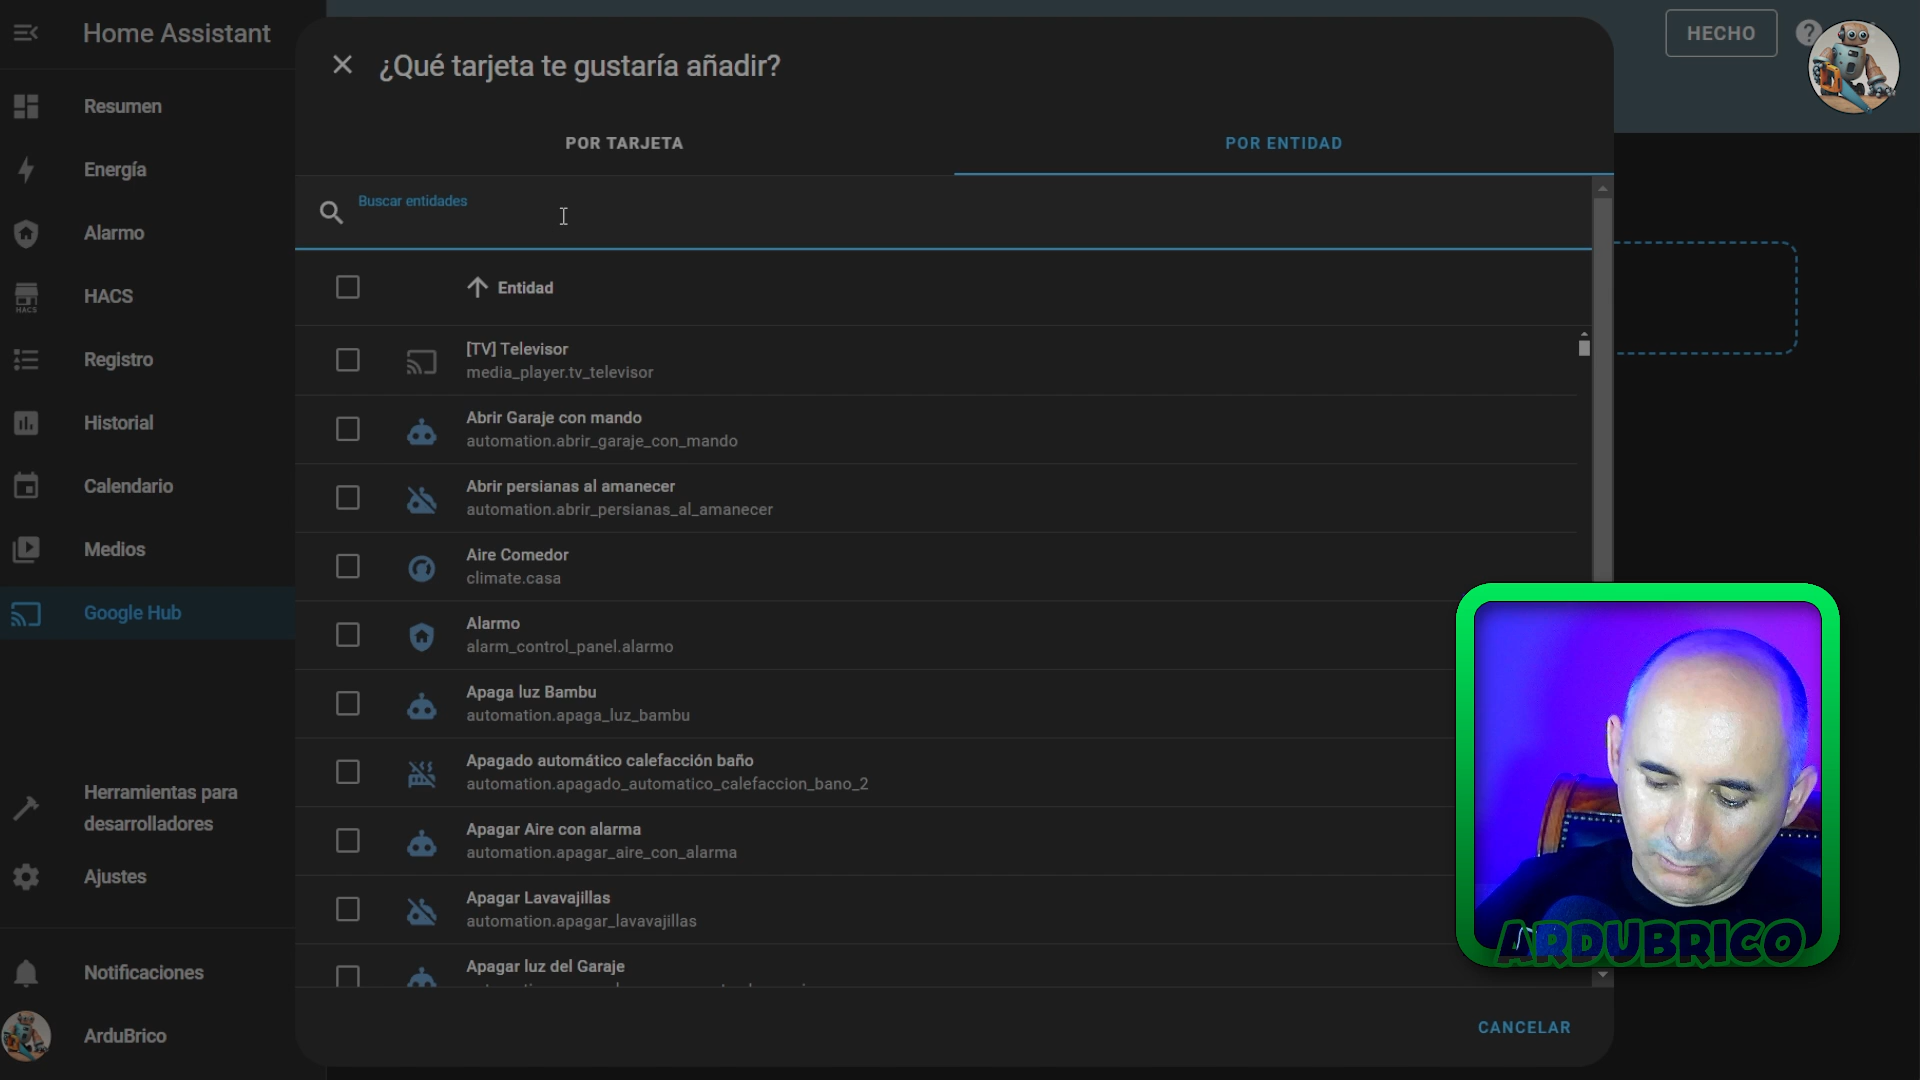 Home Assistant
Resumen
Energía
Alarmo
HACS
HACS
Registro
Historial
Calendario
Medios
Google Hub
Herramientas para
desarrolladores
Ajustes
Notificaciones
ArduBrico
¿Qué tarjeta te gustaría añadir?
HECHO
?
POR TARJETA
POR ENTIDAD
Buscar entidades
Entidad
[TV] Televisor
media_player.tv_televisor
Abrir Garaje con mando
automation.abrir_garaje_con_mando
Abrir persianas al amanecer
automation.abrir_persianas_al_amanecer
Aire Comedor
climate.casa
Alarmo
alarm_control_panel.alarmo
Apaga luz Bambu
automation.apaga_luz_bambu
Apagado automático calefacción baño
automation.apagado_automatico_calefaccion_bano_2
Apagar Aire con alarma
automation.apagar_aire_con_alarma
Apagar Lavavajillas
automation.apagar_lavavajillas
Apagar luz del Garaje
CANCELAR
ARDUBRICO